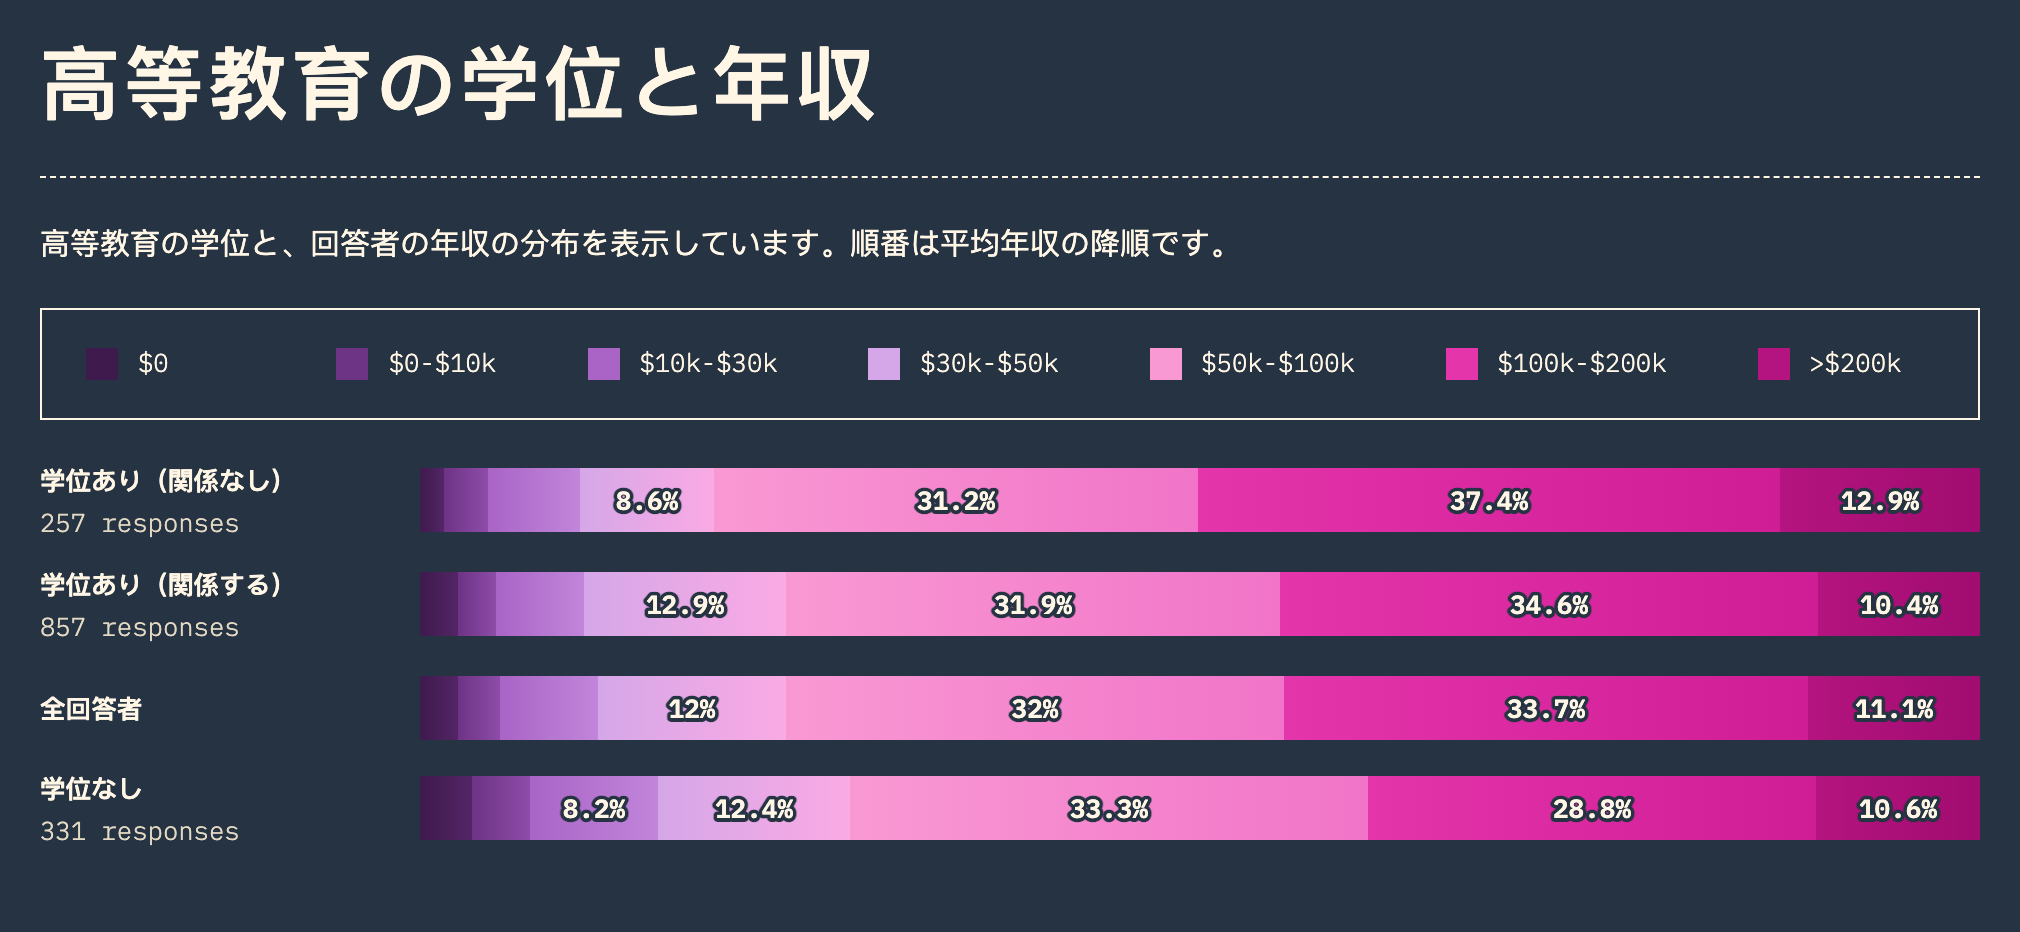 高等教育の学位と年収
高等教育の学位と、回答者の年収の分布を表示しています。順番は平均年収の降順です。
$0 $0-$10k $10k-$30k $30k-$50k $50k-$100k $100k-$200k >$200k
学位あり（関係なし）
257 responses
8.6% 31.2% 37.4% 12.9%
学位あり（関係する）
857 responses
12.9% 31.9% 34.6% 10.4%
全回答者
12% 32% 33.7% 11.1%
学位なし
331 responses
8.2% 12.4% 33.3% 28.8% 10.6%